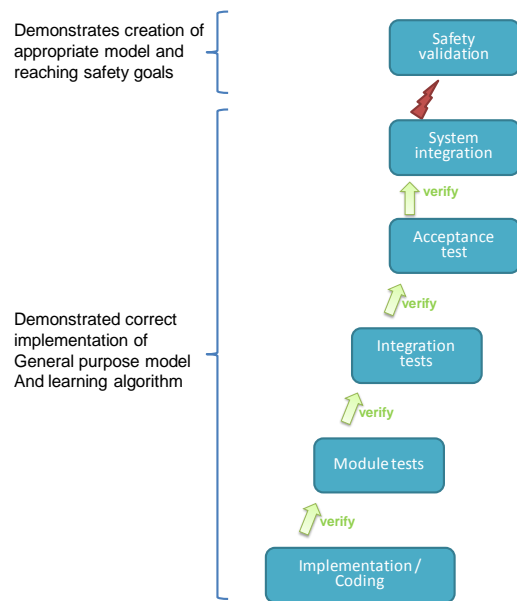 Demonstrates creation of
appropriate model and
reaching safety goals
Safety
validation
System
integration
verify
Acceptance
test
verify
Demonstrated correct
implementation of
General purpose model
And learning algorithm
Integration
tests
verify
Module tests
verify
Implementation /
Coding